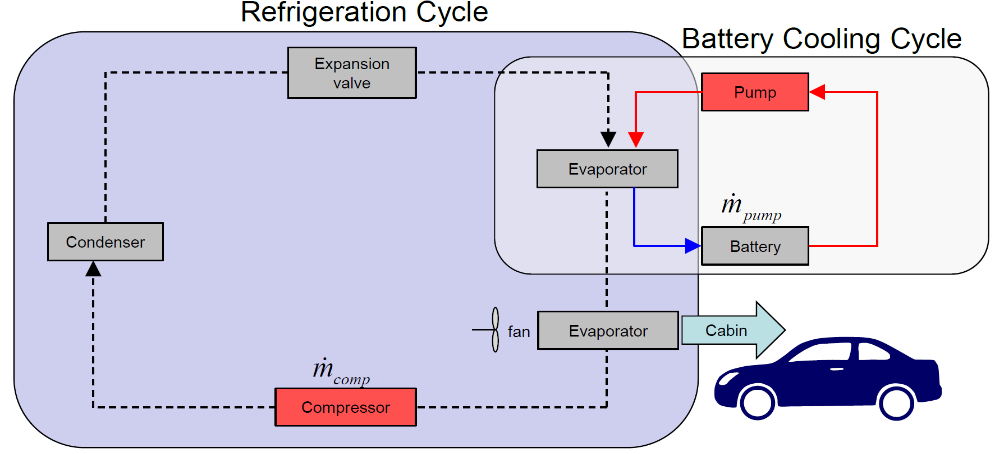 Refrigeration Cycle
Battery Cooling Cycle
Expansion
valve
Pump
Evaporator
ṁpump
Condenser
Battery
fan
Evaporator
Cabin
ṁcomp
Compressor